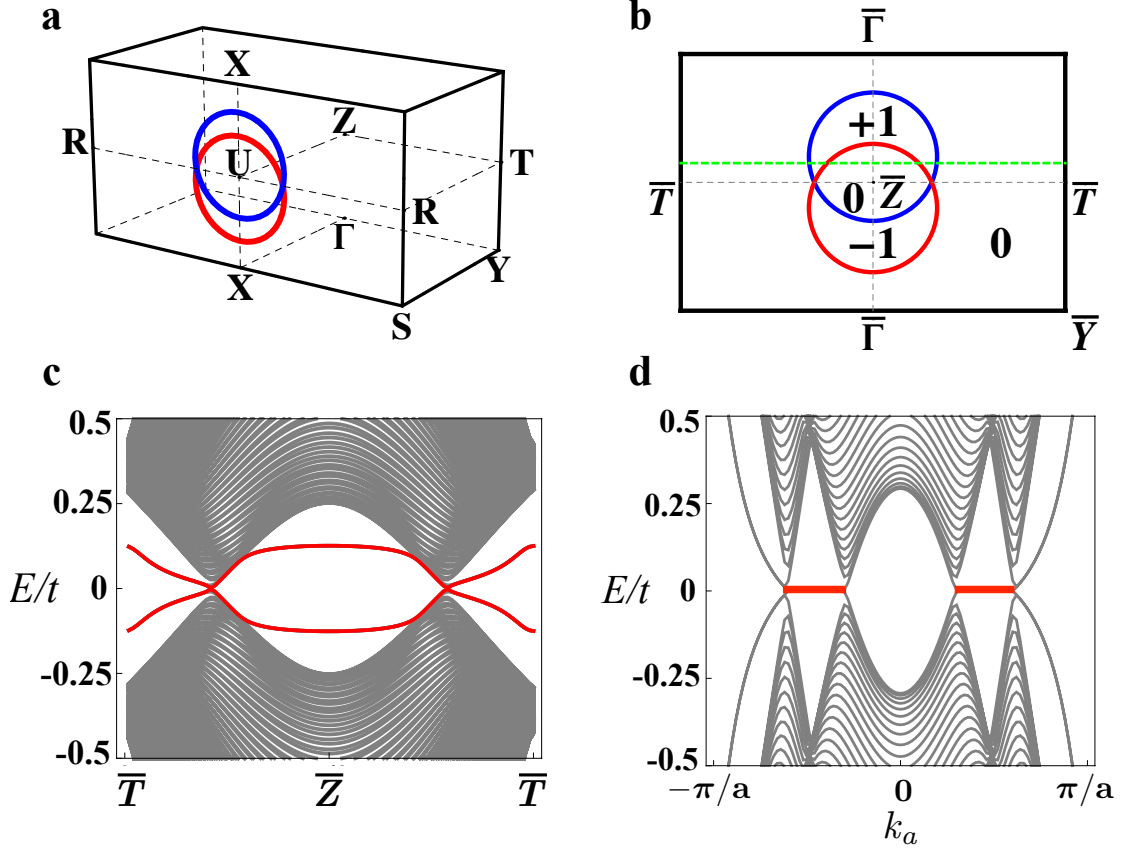 a
X
Z
R
U
T
R
Γ
Y
X
S
b
Γ̅
+1
T̅
0 Z̅
T̅
−1
0
Γ̅
Y̅
c
0.5
0.25
E/t 0
-0.25
-0.5
T̅ Z̅ T̅
d
0.5
0.25
E/t 0
-0.25
-0.5
−π/a 0 π/a
k_a